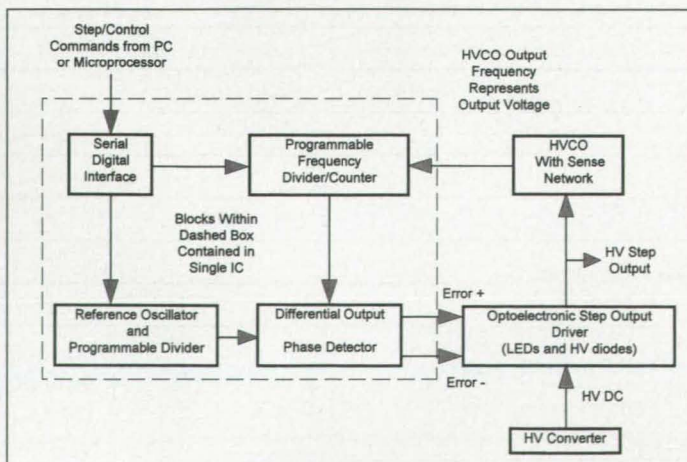 Step/Control
Commands from PC
or Microprocessor
HVCO Output
Frequency
Represents
Output Voltage
Serial
Digital
Interface
Programmable
Frequency
Divider/Counter
HVCO
With Sense
Network
Blocks Within
Dashed Box
Contained in
Single IC
HV Step
Output
Reference Oscillator
and
Programmable Divider
Differential Output
Phase Detector
Error +
Error -
Optoelectronic Step Output
Driver
(LEDs and HV diodes)
HV DC
HV Converter